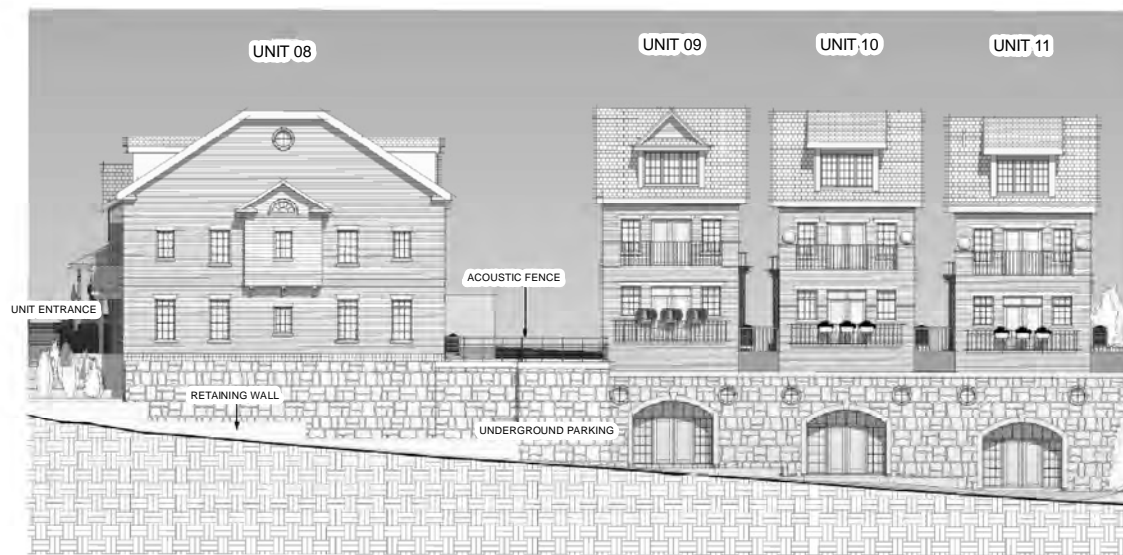 UNIT 08
UNIT 09
UNIT 10
UNIT 11
ACOUSTIC FENCE
UNIT ENTRANCE
RETAINING WALL
UNDERGROUND PARKING